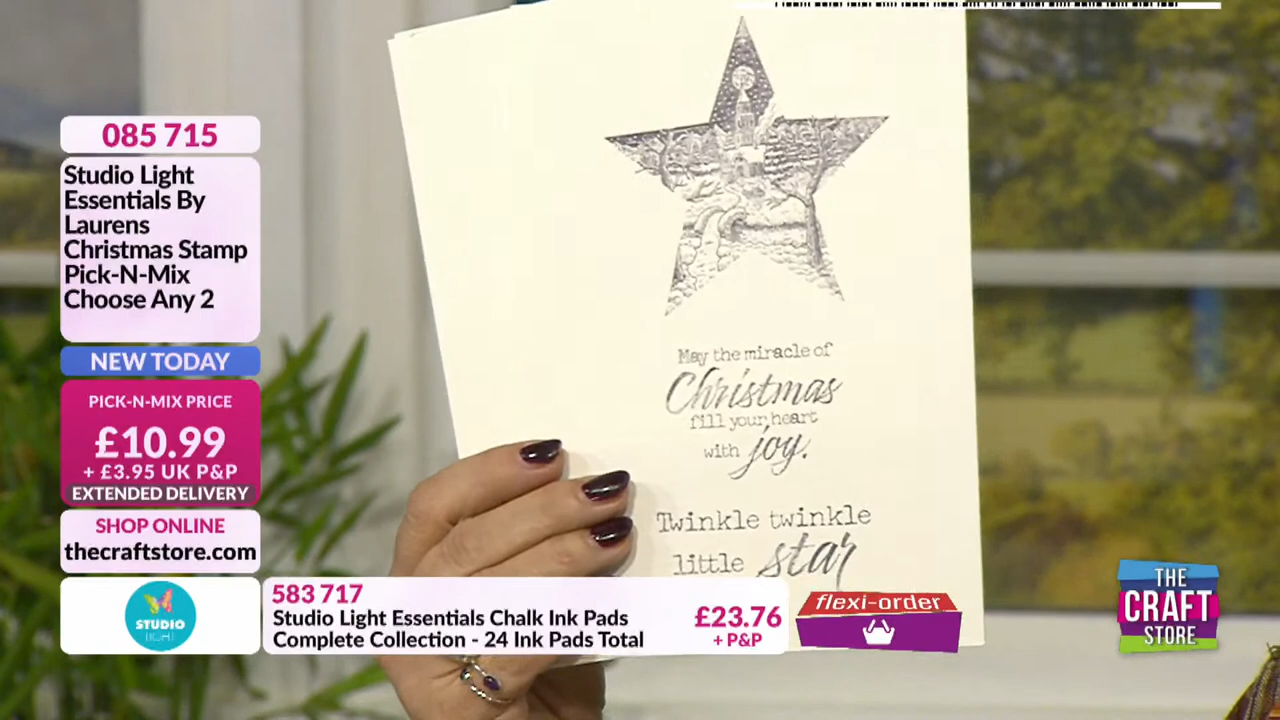 085 715
Studio Light
Essentials By
Laurens
Christmas Stamp
Pick-N-Mix
Choose Any 2
NEW TODAY
PICK-N-MIX PRICE
£10.99
+ £3.95 UK P&P
EXTENDED DELIVERY
SHOP ONLINE
thecraftstore.com
May the miracle of
Christmas
fill your heart
with joy.
Twinkle twinkle
little star
STUDIO
LIGHT
583 717
Studio Light Essentials Chalk Ink Pads
Complete Collection - 24 Ink Pads Total
£23.76
+ P&P
flexi-order
THE
CRAFT
STORE